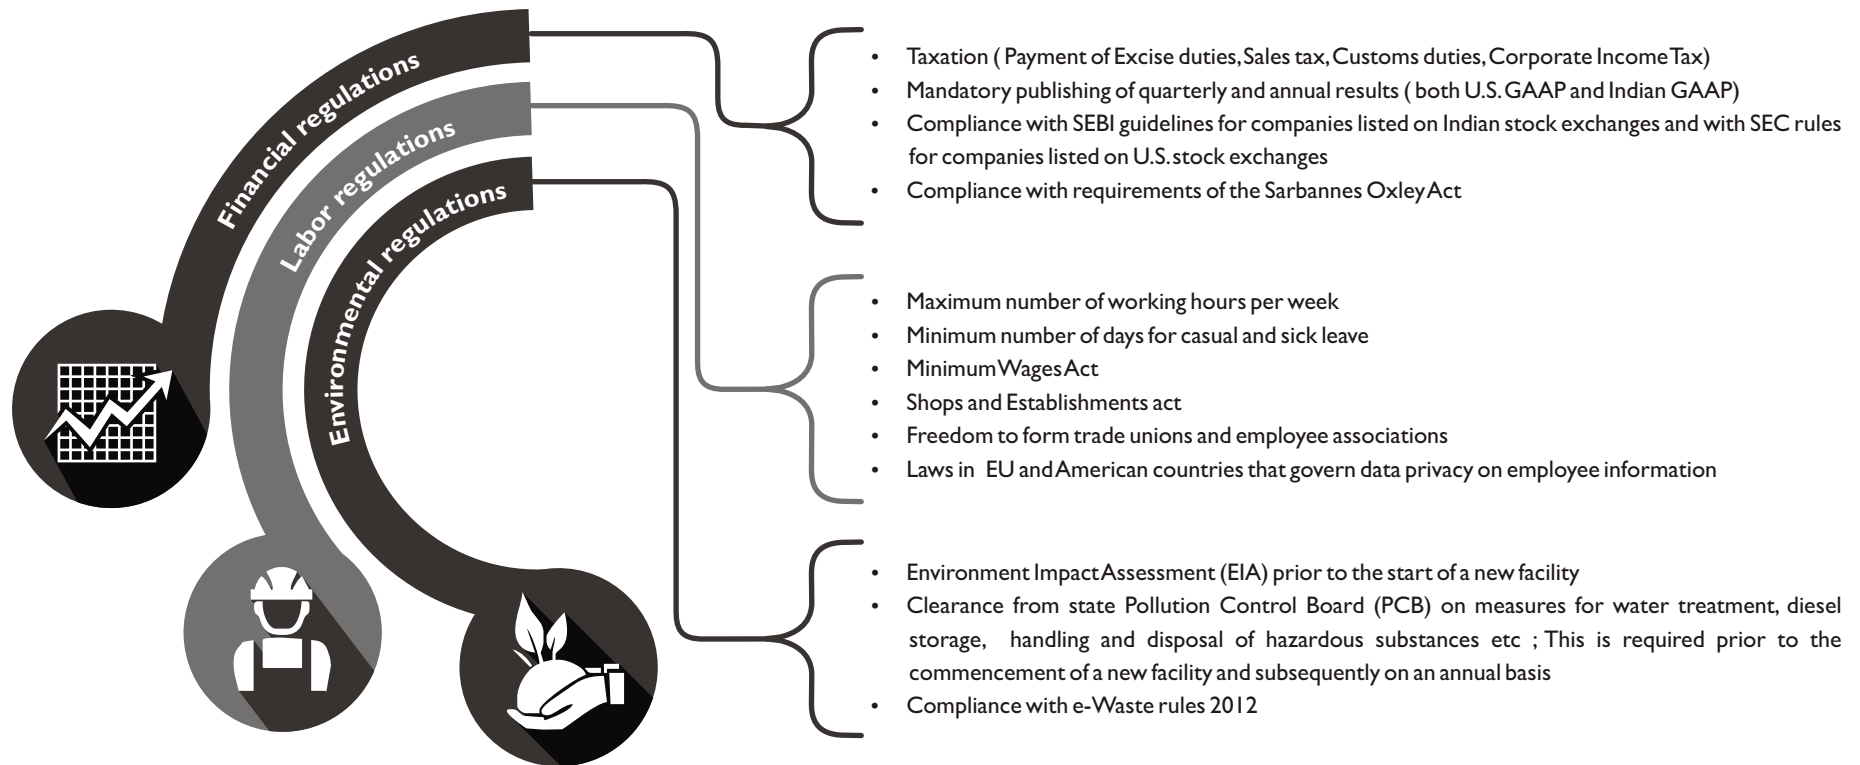 Financial regulations
Labor regulations
Environmental regulations
• Taxation ( Payment of Excise duties, Sales tax, Customs duties, Corporate Income Tax)
• Mandatory publishing of quarterly and annual results ( both U.S. GAAP and Indian GAAP)
• Compliance with SEBI guidelines for companies listed on Indian stock exchanges and with SEC rules
for companies listed on U.S. stock exchanges
• Compliance with requirements of the Sarbannes Oxley Act
• Maximum number of working hours per week
• Minimum number of days for casual and sick leave
• Minimum Wages Act
• Shops and Establishments act
• Freedom to form trade unions and employee associations
• Laws in EU and American countries that govern data privacy on employee information
• Environment Impact Assessment (EIA) prior to the start of a new facility
• Clearance from state Pollution Control Board (PCB) on measures for water treatment, diesel
storage, handling and disposal of hazardous substances etc ; This is required prior to the
commencement of a new facility and subsequently on an annual basis
• Compliance with e-Waste rules 2012